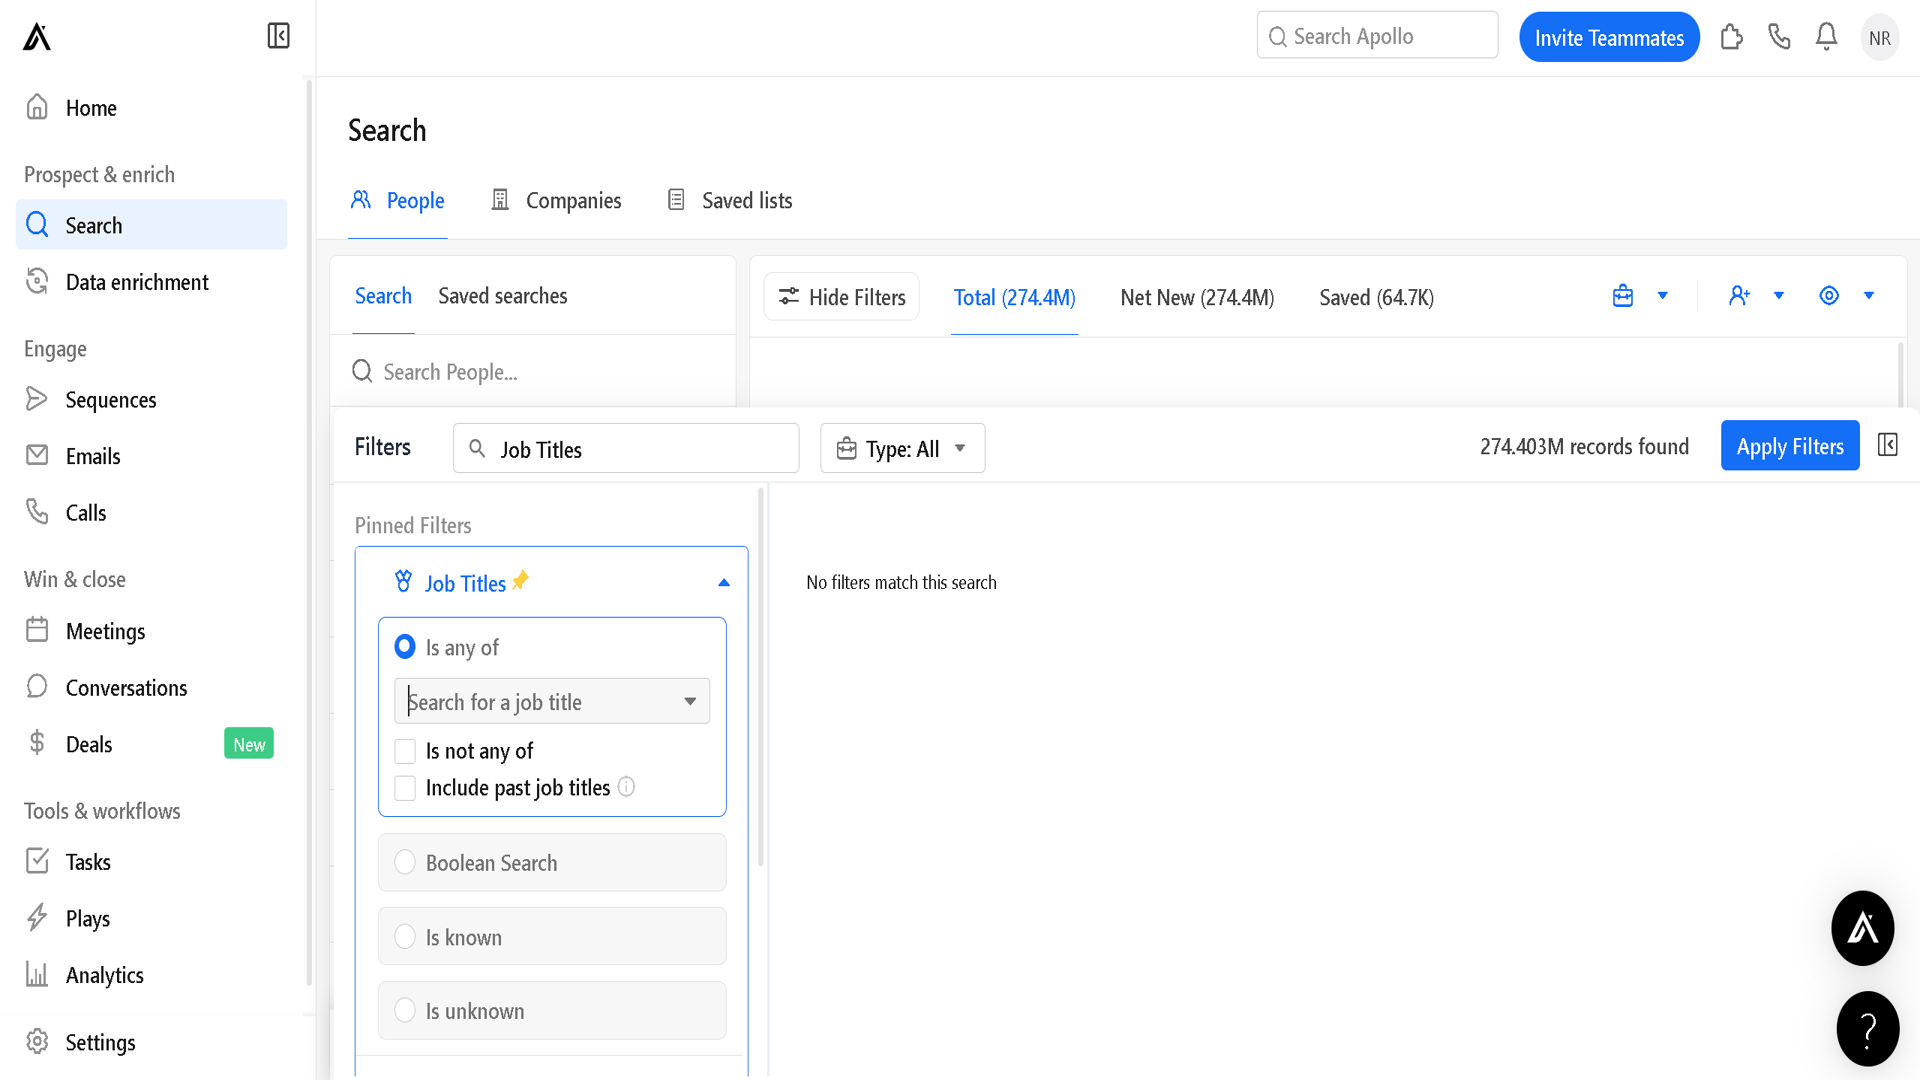 Search Apollo
Invite Teammates
NR
Home
Prospect & enrich
Search
Data enrichment
Engage
Sequences
Emails
Calls
Win & close
Meetings
Conversations
Deals
New
Tools & workflows
Tasks
Plays
Analytics
Settings
Search
People
Companies
Saved lists
Search
Saved searches
Search People...
Hide Filters
Total (274.4M)
Net New (274.4M)
Saved (64.7K)
Filters
Job Titles
Type: All
274.403M records found
Apply Filters
Pinned Filters
Job Titles
Is any of
Search for a job title
Is not any of
Include past job titles
Boolean Search
Is known
Is unknown
No filters match this search
?